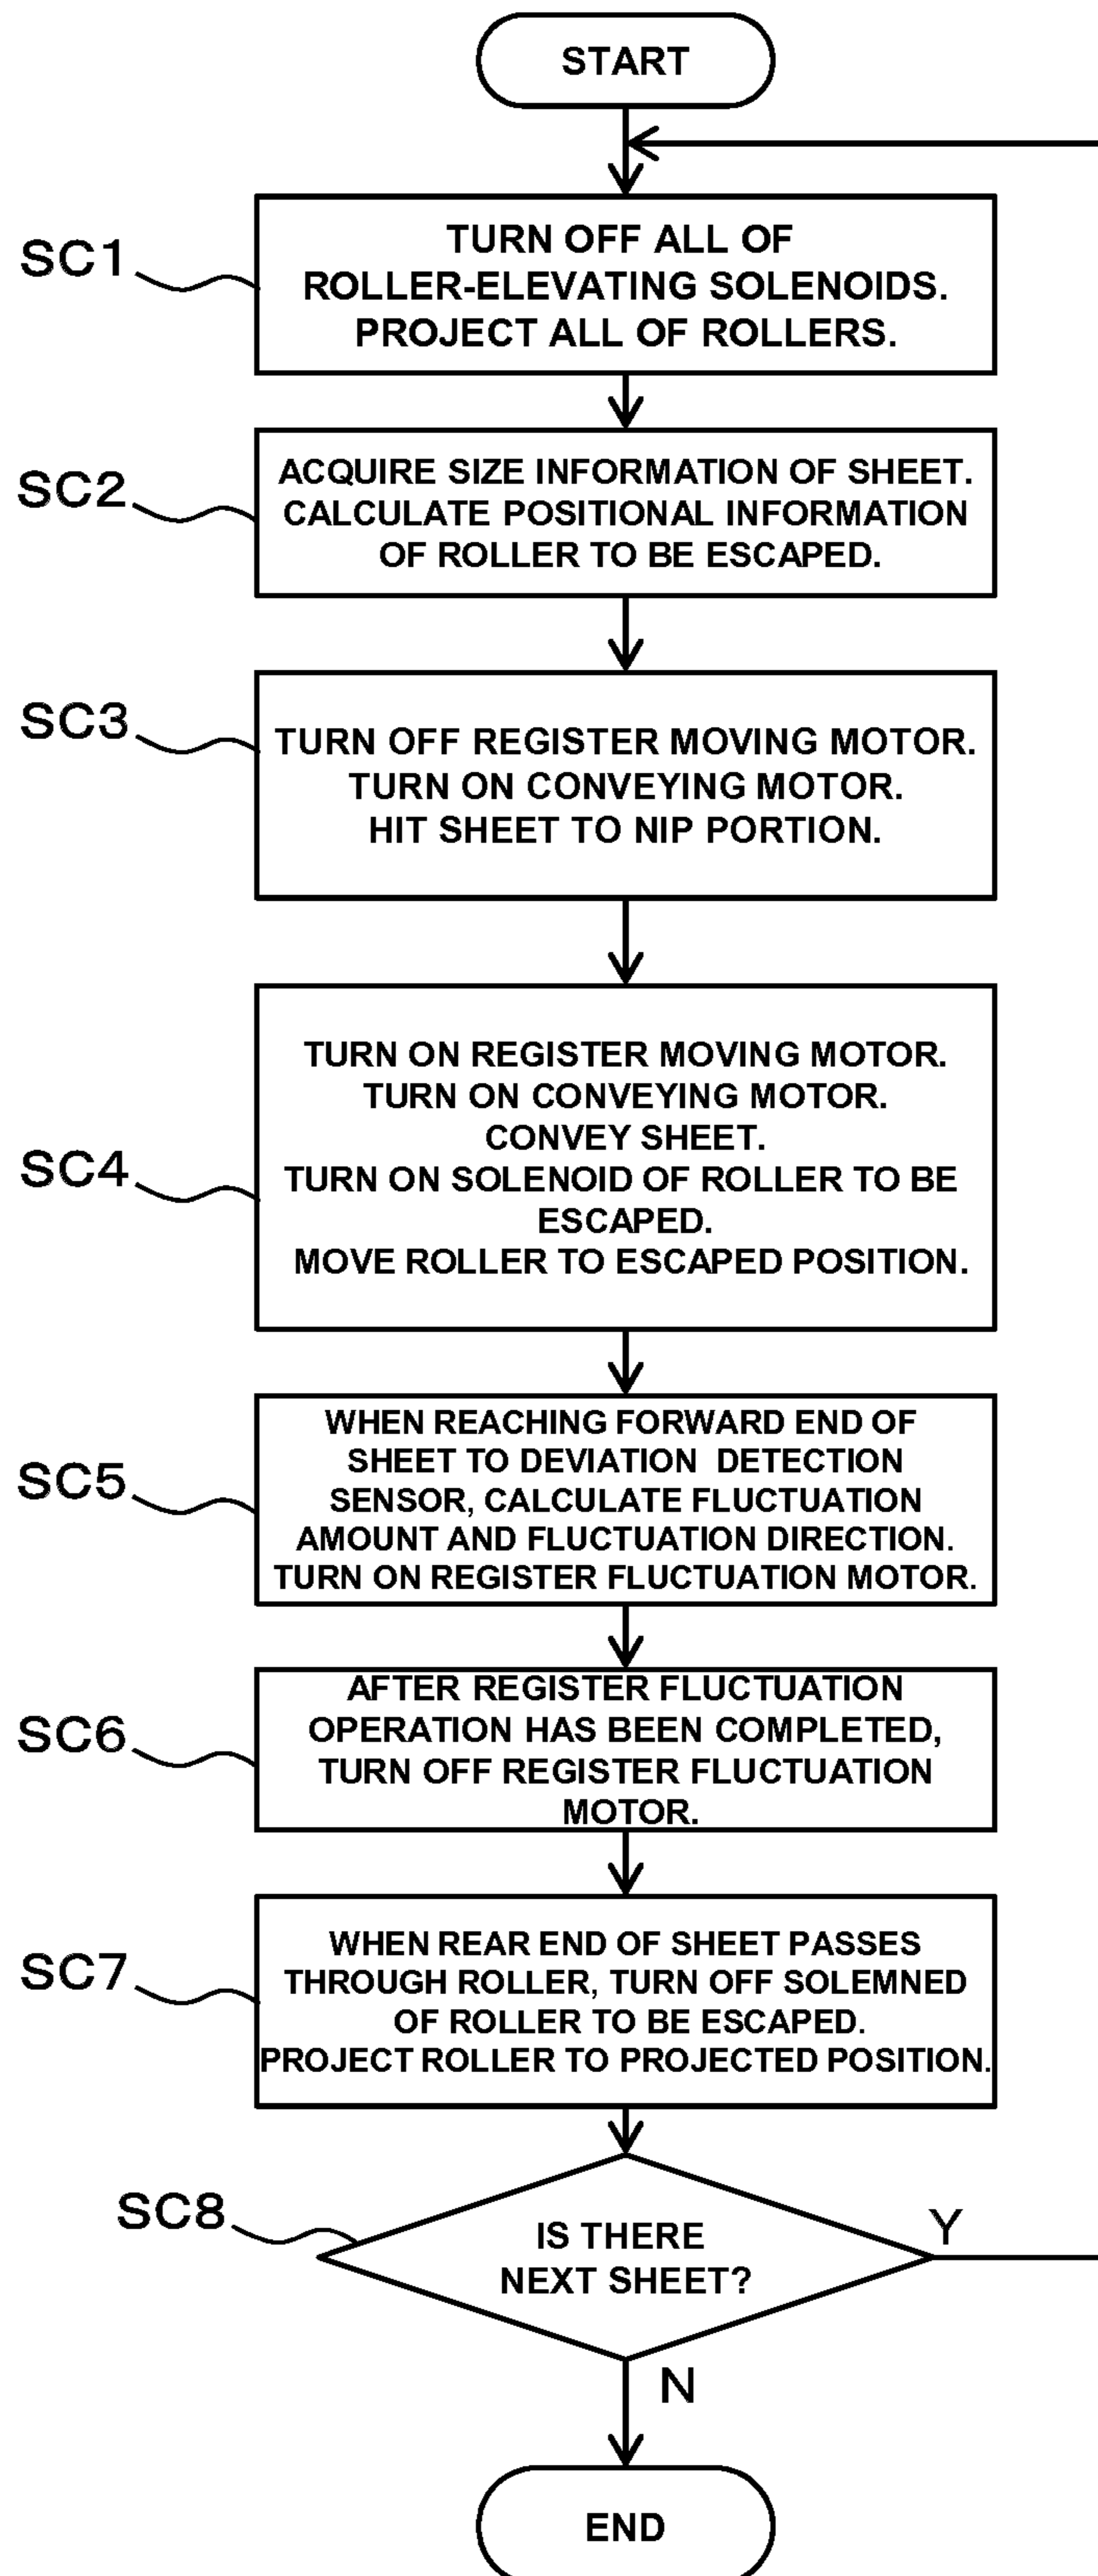 START
SC1
TURN OFF ALL OF
ROLLER-ELEVATING SOLENOIDS.
PROJECT ALL OF ROLLERS.
SC2
ACQUIRE SIZE INFORMATION OF SHEET.
CALCULATE POSITIONAL INFORMATION
OF ROLLER TO BE ESCAPED.
SC3
TURN OFF REGISTER MOVING MOTOR.
TURN ON CONVEYING MOTOR.
HIT SHEET TO NIP PORTION.
SC4
TURN ON REGISTER MOVING MOTOR.
TURN ON CONVEYING MOTOR.
CONVEY SHEET.
TURN ON SOLENOID OF ROLLER TO BE
ESCAPED.
MOVE ROLLER TO ESCAPED POSITION.
SC5
WHEN REACHING FORWARD END OF
SHEET TO DEVIATION DETECTION
SENSOR, CALCULATE FLUCTUATION
AMOUNT AND FLUCTUATION DIRECTION.
TURN ON REGISTER FLUCTUATION MOTOR.
SC6
AFTER REGISTER FLUCTUATION
OPERATION HAS BEEN COMPLETED,
TURN OFF REGISTER FLUCTUATION
MOTOR.
SC7
WHEN REAR END OF SHEET PASSES
THROUGH ROLLER, TURN OFF SOLEMNED
OF ROLLER TO BE ESCAPED.
PROJECT ROLLER TO PROJECTED POSITION.
SC8
IS THERE
NEXT SHEET?
Y
N
END